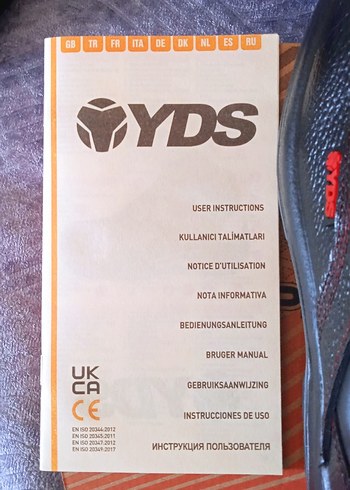 GB TR FR ITA DE DK NL ES RU
YDS
YDS
USER INSTRUCTIONS
KULLANICI TALİMATLARI
NOTICE D'UTILISATION
NOTA INFORMATIVA
BEDIENUNGSANLEITUNG
BRUGER MANUAL
GEBRUIKSAANWIJZING
INSTRUCCIONES DE USO
ИНСТРУКЦИЯ ПОЛЬЗОВАТЕЛЯ
UK
CA
CE
EN ISO 20344:2012
EN ISO 20345:2011
EN ISO 20347:2012
EN ISO 20349:2017